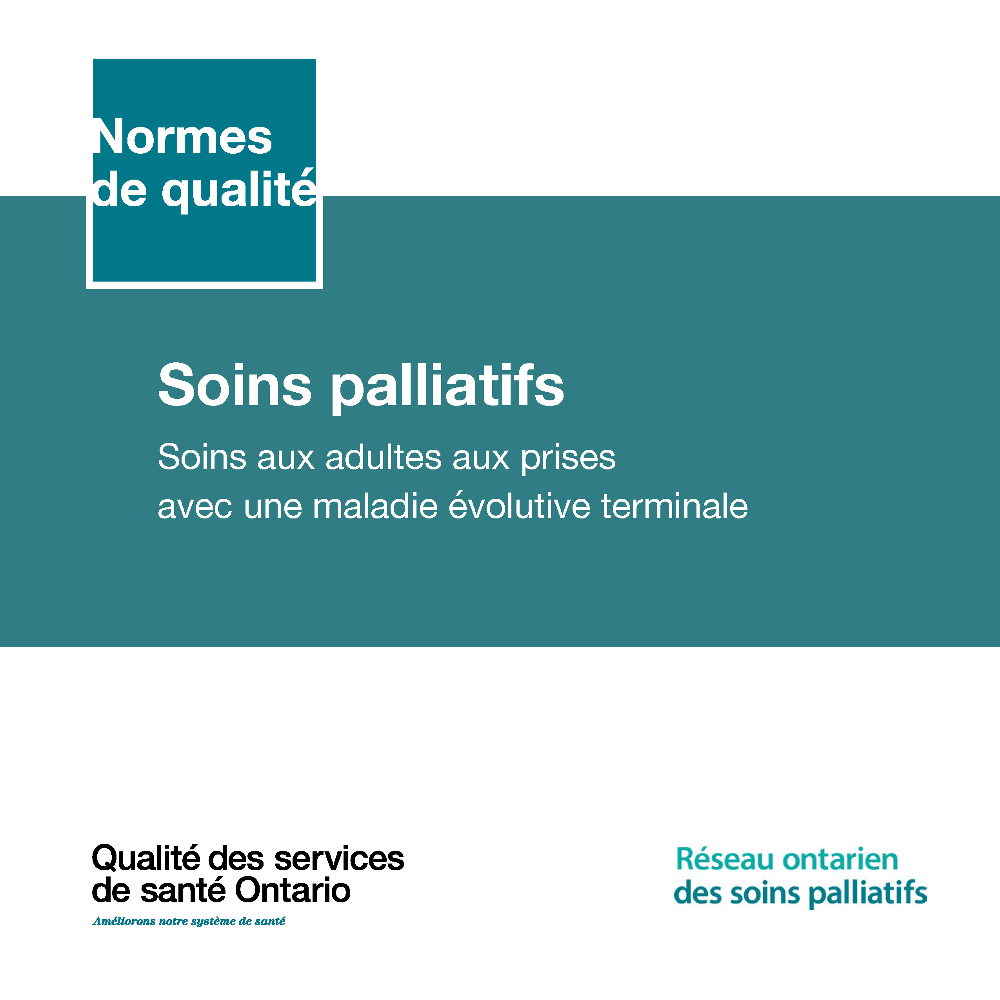 Normes
de qualité
Soins palliatifs
Soins aux adultes aux prises
avec une maladie évolutive terminale
Qualité des services
de santé Ontario
Améliorons notre système de santé
Réseau ontarien
des soins palliatifs